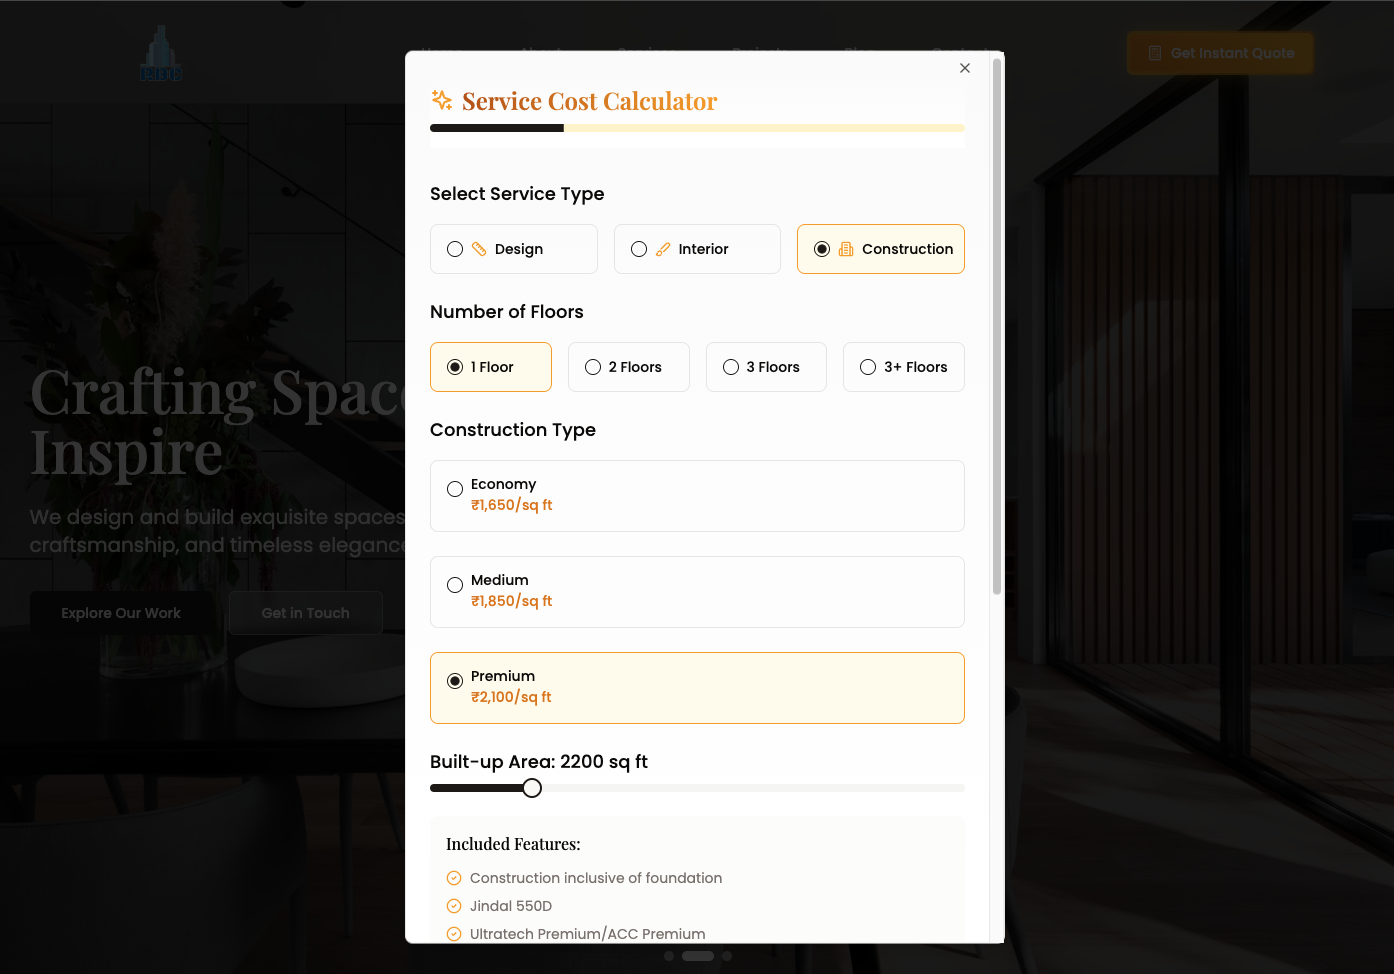 Get Instant Quote
Service Cost Calculator
Select Service Type
Design
Interior
Construction
Number of Floors
1 Floor
2 Floors
3 Floors
3+ Floors
Construction Type
Economy
₹1,650/sq ft
Medium
₹1,850/sq ft
Premium
₹2,100/sq ft
Built-up Area: 2200 sq ft
Included Features:
Construction inclusive of foundation
Jindal 550D
Ultratech Premium/ACC Premium
Crafting Spac
Inspire
We design and build exquisite spaces
craftsmanship, and timeless elegance
Explore Our Work
Get in Touch